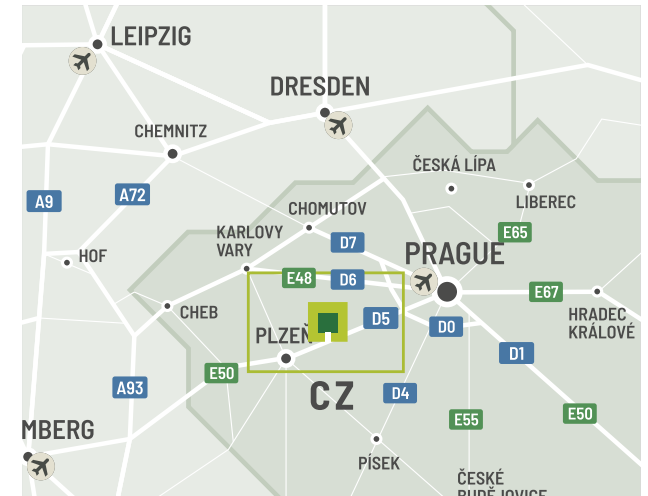 LEIPZIG
DRESDEN
CHEMNITZ
ČESKÁ LÍPA
A9
A72
LIBEREC
CHOMUTOV
KARLOVY
VARY
E65
D7
HOF
PRAGUE
E48
D6
E67
CHEB
D5
HRADEC
KRÁLOVÉ
D0
PLZEŇ
D1
E50
A93
CZ
D4
E50
E55
MBERG
PÍSEK
ČESKÉ
BUDĚJOVICE